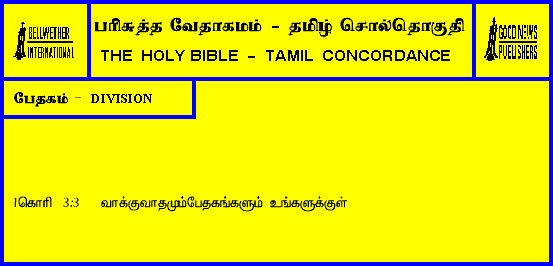 BELLWETHER
INTERNATIONAL
பரிசுத்த வேதாகமம் - தமிழ் சொல்தொகுதி
THE HOLY BIBLE - TAMIL CONCORDANCE
GOOD NEWS
PUBLISHERS
பேதகம் - DIVISION
1கொரி 3:3 வாக்குவாதமும்பேதகங்களும் உங்களுக்குள்